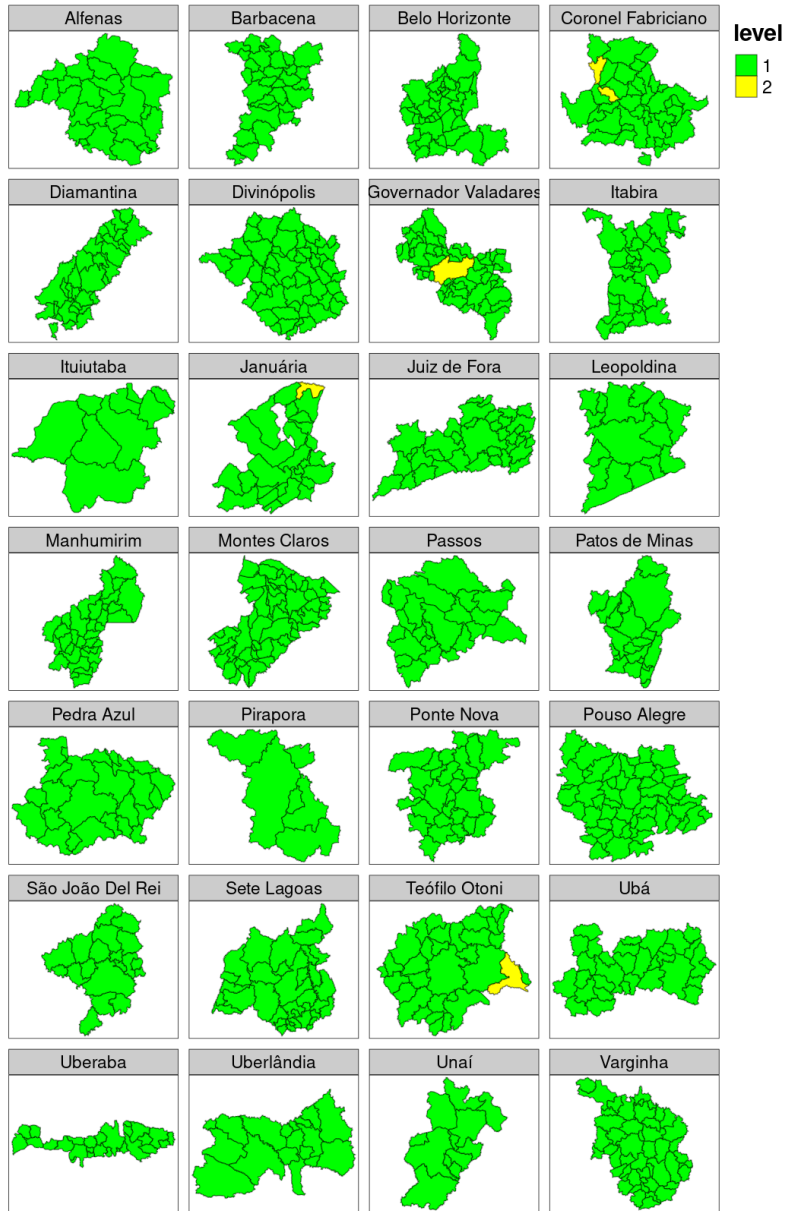 Alfenas
Barbacena
Belo Horizonte
Coronel Fabriciano
level
1
2
Diamantina
Divinópolis
Governador Valadares
Itabira
Ituiutaba
Januária
Juiz de Fora
Leopoldina
Manhumirim
Montes Claros
Passos
Patos de Minas
Pedra Azul
Pirapora
Ponte Nova
Pouso Alegre
São João Del Rei
Sete Lagoas
Teófilo Otoni
Ubá
Uberaba
Uberlândia
Unaí
Varginha